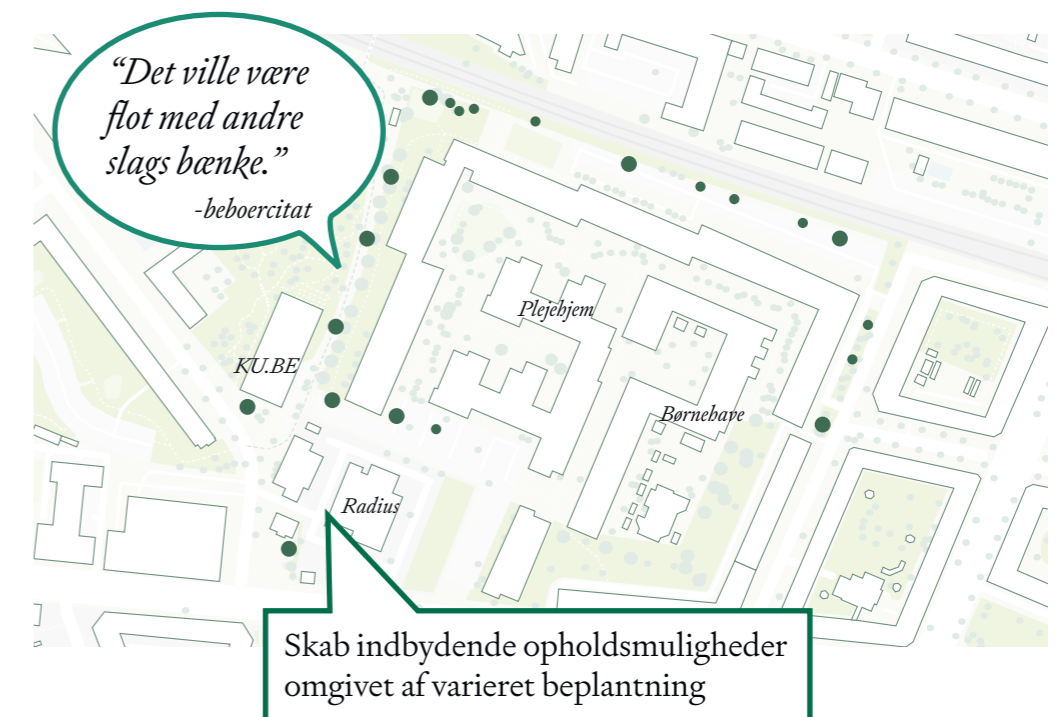 “Det ville være
flot med andre
slags bænke.”
-beboercitat
Plejehjem
KU.BE
Børnehave
Radius
Skab indbydende opholdsmuligheder
omgivet af varieret beplantning